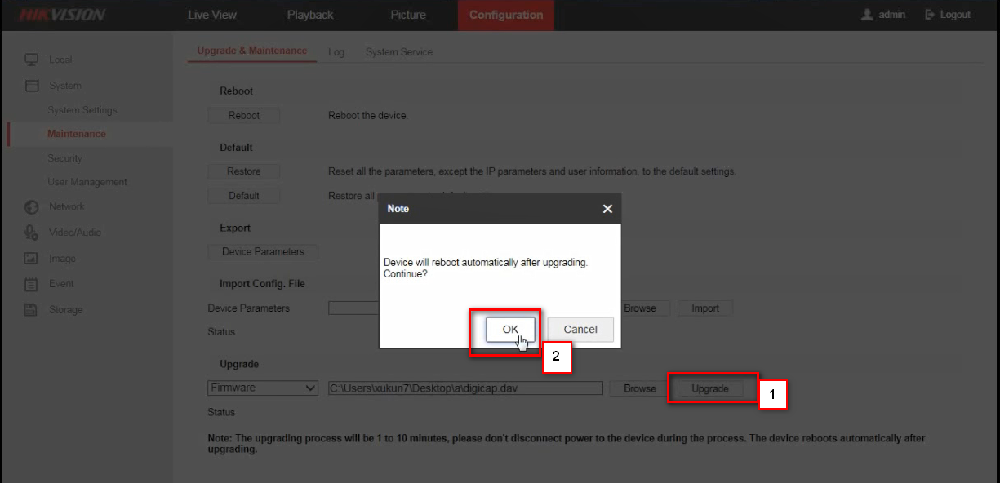 HIKVISION Live View Playback Picture Configuration admin Logout
Upgrade & Maintenance Log System Service
Local
System
System Settings
Maintenance
Security
User Management
Network
Video/Audio
Image
Event
Storage
Reboot
Reboot Reboot the device.
Default
Restore Reset all the parameters, except the IP parameters and user information, to the default settings.
Default Restore all
Export
Device Parameters
Import Config. File
Device Parameters Browse Import
Status
Note
Device will reboot automatically after upgrading.
Continue?
OK Cancel
2
Upgrade
Firmware C:\Users\xukun7\Desktop\a\digicap.dav Browse Upgrade
1
Status
Note: The upgrading process will be 1 to 10 minutes, please don't disconnect power to the device during the process. The device reboots automatically after
upgrading.